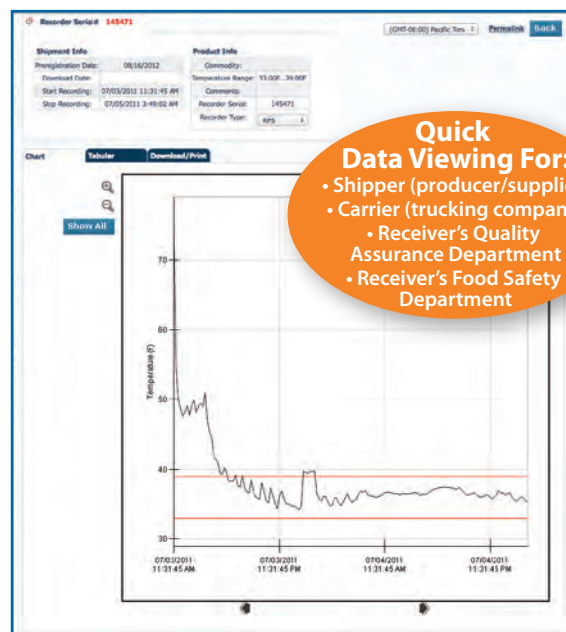 Recorder Serial# 145471
(GMT-08:00) Pacific Tim
Permalink
Back
Shipment Info
Product Info
Preregistration Date: 08/16/2012
Commodity:
Download Date:
Temperature Range: 33.00F...39.00F
Start Recording: 07/03/2011 11:31:45 AM
Comments:
Stop Recording: 07/05/2011 3:49:02 AM
Recorder Serial: 145471
Recorder Type: RPS
Chart
Tabular
Download/Print
Show All
Quick
Data Viewing For:
• Shipper (producer/supplie
• Carrier (trucking compan
• Receiver's Quality
Assurance Department
• Receiver's Food Safety
Department
Temperature (F)
70
60
50
40
30
07/03/2011
11:31:45 AM
07/03/2011
11:31:45 PM
07/04/2011
11:31:45 AM
07/04/2011
11:31:45 PM